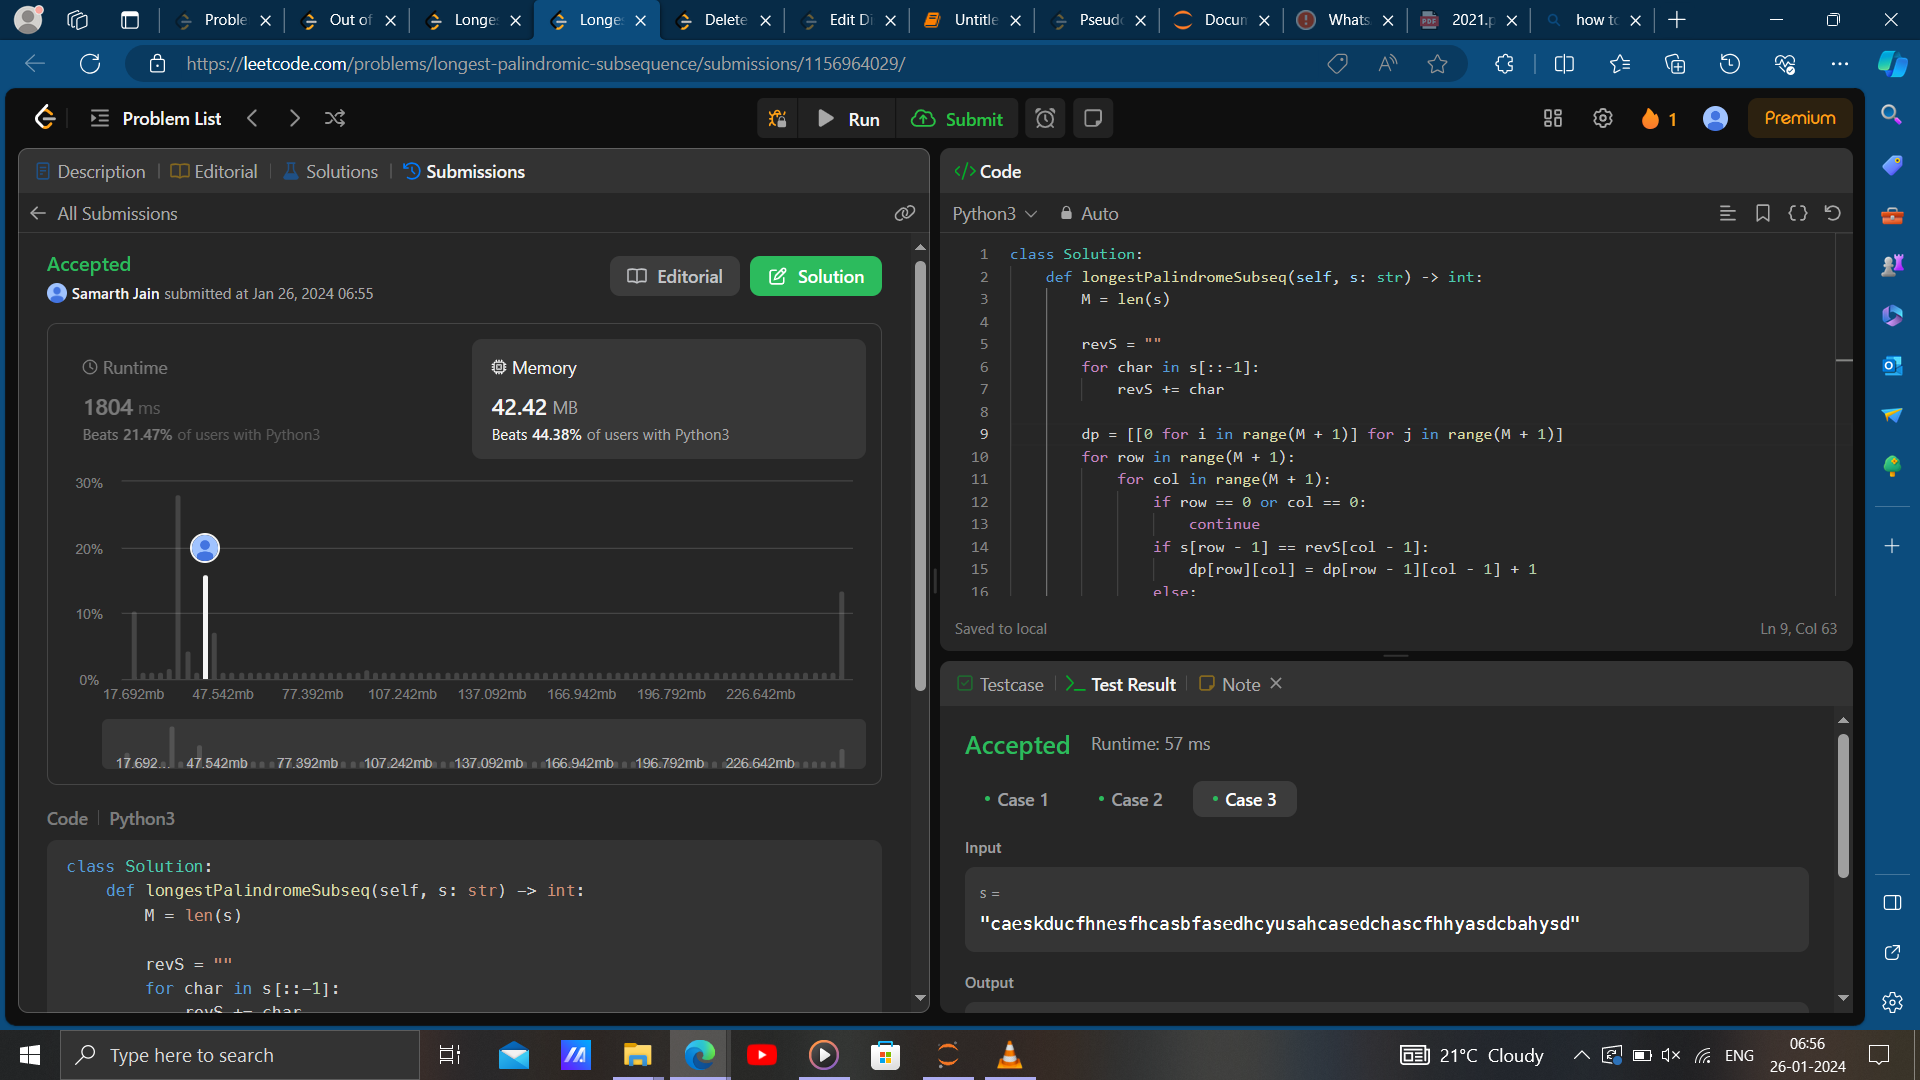 Proble
Out of
Longes
Longes
Delete
Edit Di
Untitle
Pseudo
Docum
Whats
2021.p
how to
https://leetcode.com/problems/longest-palindromic-subsequence/submissions/1156964029/
Problem List
Run
Submit
1
Premium
Description
Editorial
Solutions
Submissions
All Submissions
Accepted
Samarth Jain submitted at Jan 26, 2024 06:55
Editorial
Solution
Runtime
1804 ms
Beats 21.47% of users with Python3
Memory
42.42 MB
Beats 44.38% of users with Python3
30%
20%
10%
0%
17.692mb 47.542mb 77.392mb 107.242mb 137.092mb 166.942mb 196.792mb 226.642mb
17.692... 47.542mb 77.392mb 107.242mb 137.092mb 166.942mb 196.792mb 226.642mb
Code Python3
class Solution:
def longestPalindromeSubseq(self, s: str) -> int:
M = len(s)
revS = ""
for char in s[::-1]:
revS += char
</> Code
Python3
Auto
1 class Solution:
2 def longestPalindromeSubseq(self, s: str) -> int:
3 M = len(s)
4
5 revS = ""
6 for char in s[::-1]:
7 revS += char
8
9 dp = [[0 for i in range(M + 1)] for j in range(M + 1)]
10 for row in range(M + 1):
11 for col in range(M + 1):
12 if row == 0 or col == 0:
13 continue
14 if s[row - 1] == revS[col - 1]:
15 dp[row][col] = dp[row - 1][col - 1] + 1
16 else:
Saved to local
Ln 9, Col 63
Testcase
Test Result
Note
Accepted Runtime: 57 ms
Case 1
Case 2
Case 3
Input
s =
"caeskducfhnesfhcasbfasedhcyusahcasedchascfhhyasdcbahysd"
Output
Type here to search
21°C Cloudy
ENG
06:56
26-01-2024